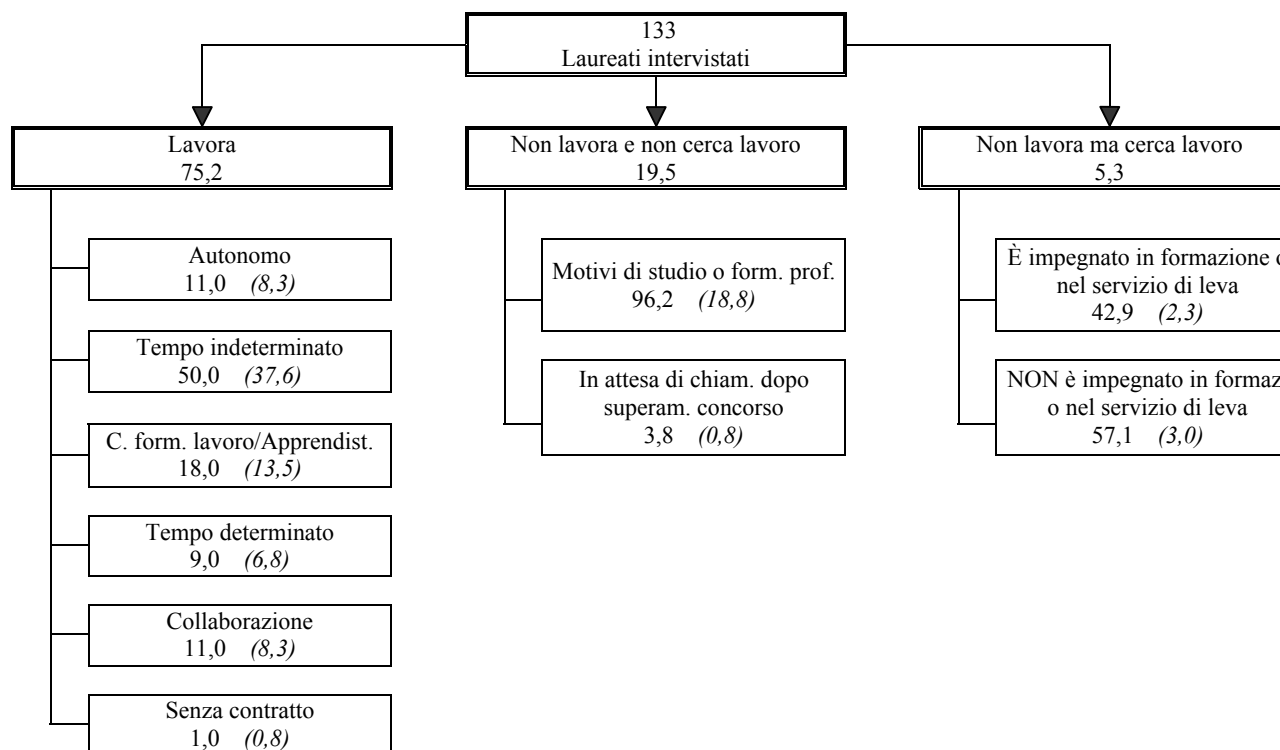 133
Laureati intervistati
Lavora
75,2
Autonomo
11,0 (8,3)
Tempo indeterminato
50,0 (37,6)
C. form. lavoro/Apprendist.
18,0 (13,5)
Tempo determinato
9,0 (6,8)
Collaborazione
11,0 (8,3)
Senza contratto
1,0 (0,8)
Non lavora e non cerca lavoro
19,5
Motivi di studio o form. prof.
96,2 (18,8)
In attesa di chiam. dopo
superam. concorso
3,8 (0,8)
Non lavora ma cerca lavoro
5,3
È impegnato in formazione
nel servizio di leva
42,9 (2,3)
NON è impegnato in
o nel servizio di leva
57,1 (3,0)